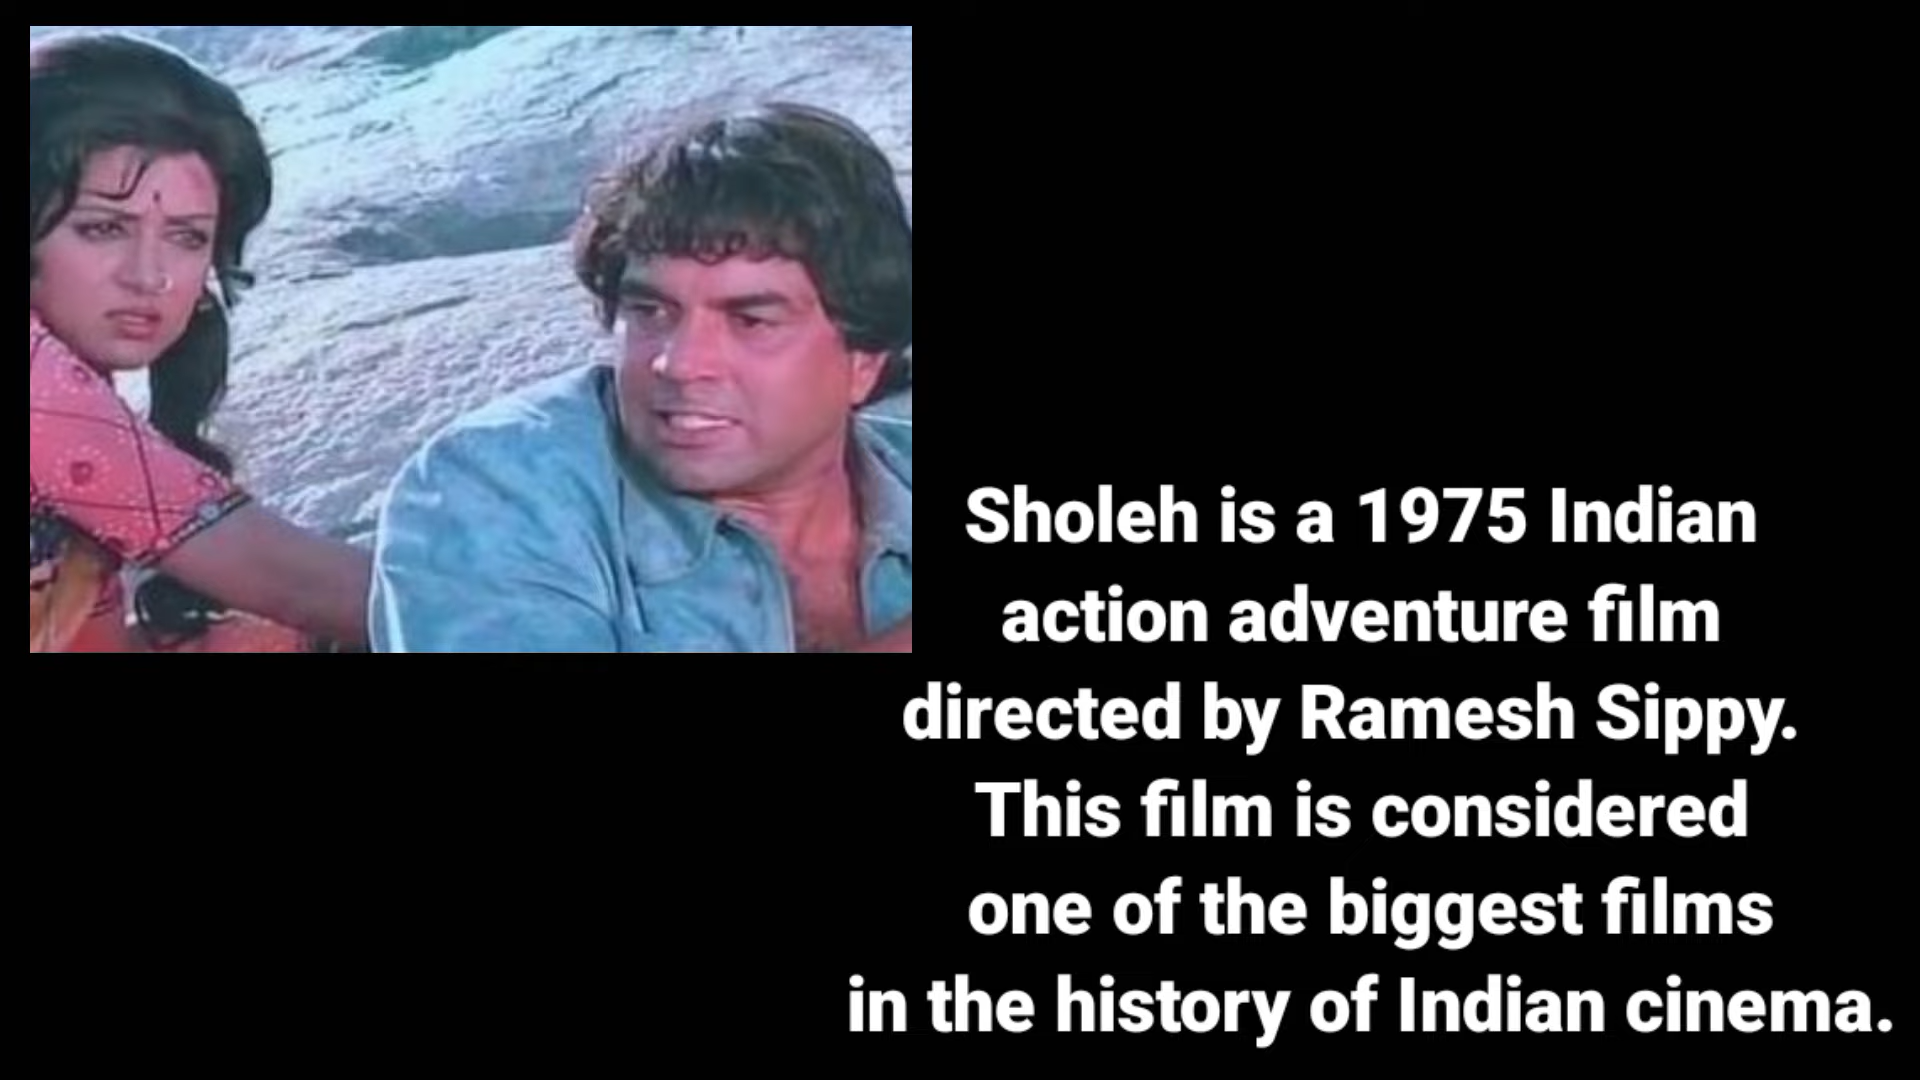 Sholeh is a 1975 Indian
action adventure film
directed by Ramesh Sippy.
This film is considered
one of the biggest films
in the history of Indian cinema.